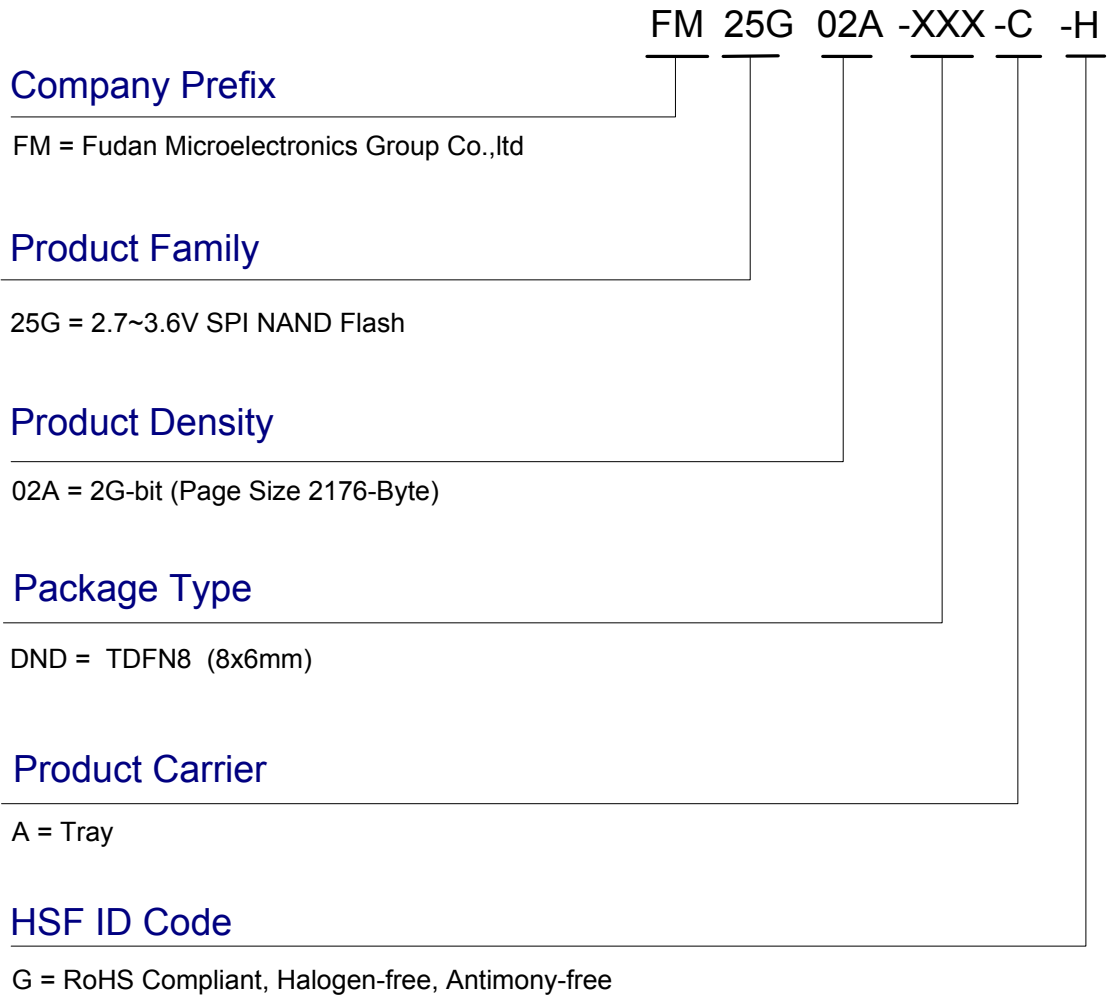 FM 25G 02A -XXX -C -H
Company Prefix
FM = Fudan Microelectronics Group Co.,ltd
Product Family
25G = 2.7~3.6V SPI NAND Flash
Product Density
02A = 2G-bit (Page Size 2176-Byte)
Package Type
DND = TDFN8 (8x6mm)
Product Carrier
A = Tray
HSF ID Code
G = RoHS Compliant, Halogen-free, Antimony-free